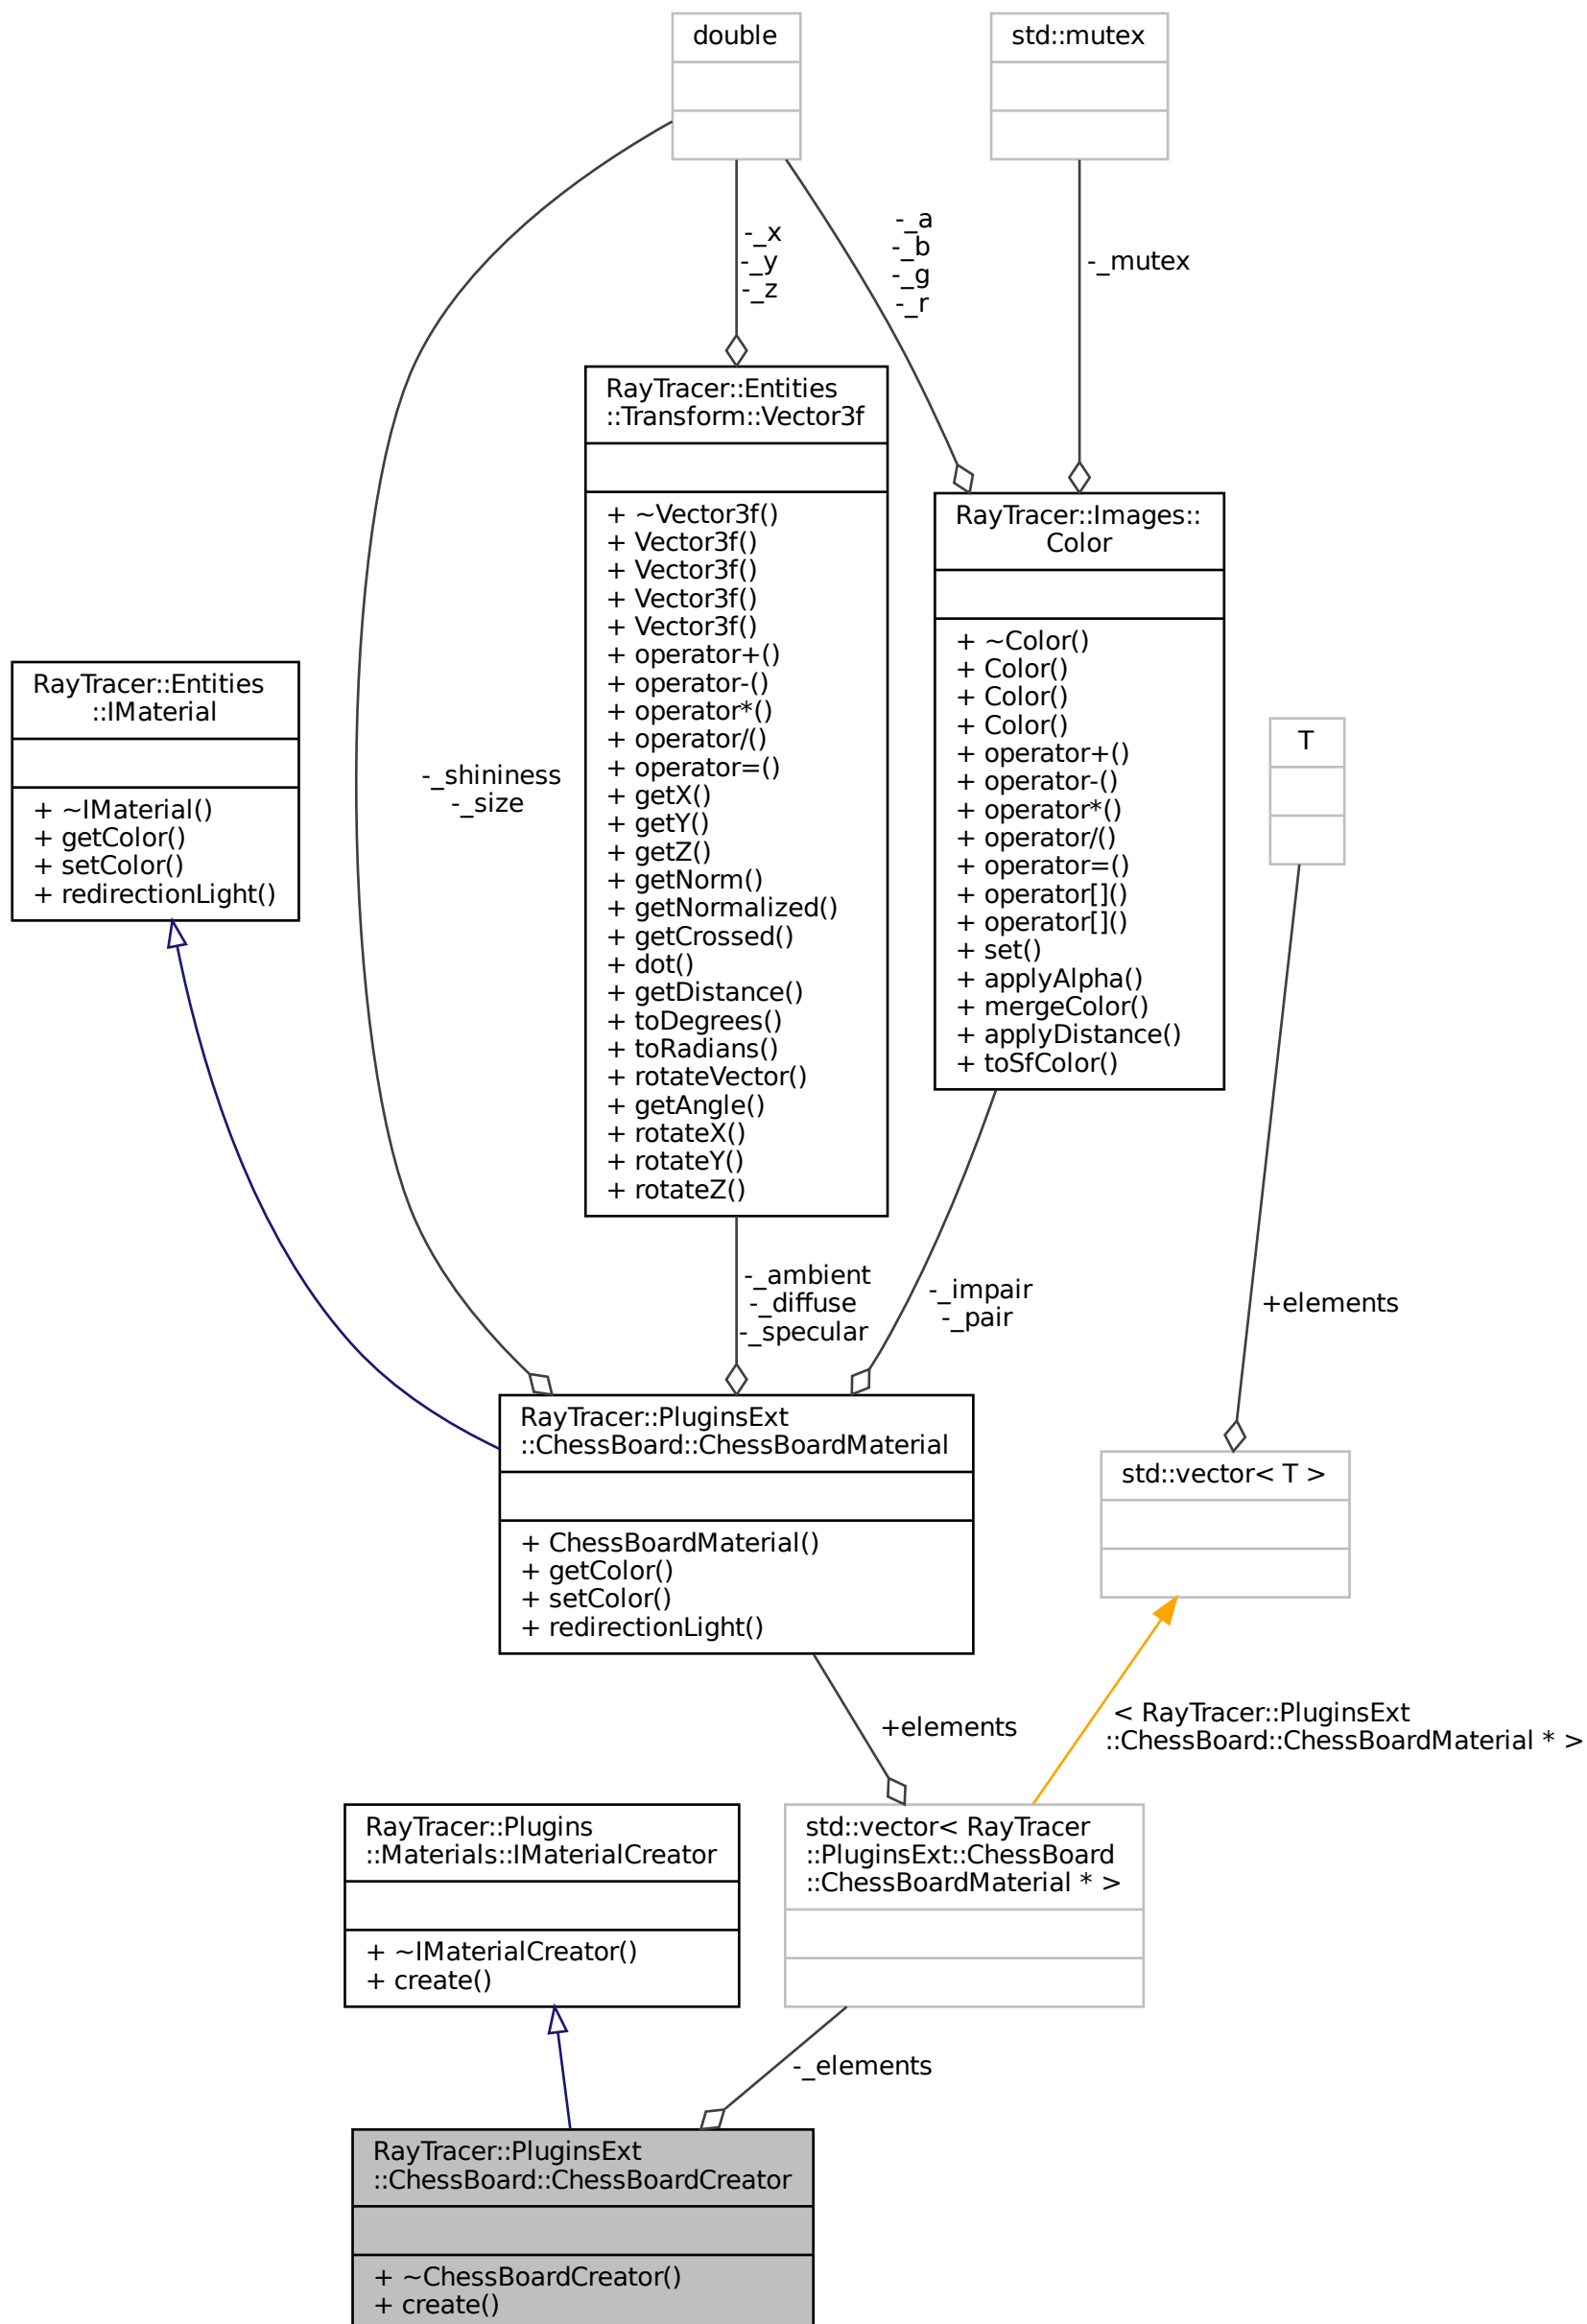 double
std::mutex
-_x
-_y
-_z
-_a
-_b
-_g
-_r
-_mutex
RayTracer::Entities
::Transform::Vector3f
+ ~Vector3f()
+ Vector3f()
+ Vector3f()
+ Vector3f()
+ Vector3f()
+ operator+()
+ operator-()
+ operator*()
+ operator/()
+ operator=()
+ getX()
+ getY()
+ getZ()
+ getNorm()
+ getNormalized()
+ getCrossed()
+ dot()
+ getDistance()
+ toDegrees()
+ toRadians()
+ rotateVector()
+ getAngle()
+ rotateX()
+ rotateY()
+ rotateZ()
RayTracer::Images::
Color
+ ~Color()
+ Color()
+ Color()
+ Color()
+ operator+()
+ operator-()
+ operator*()
+ operator/()
+ operator=()
+ operator[]()
+ operator[]()
+ set()
+ applyAlpha()
+ mergeColor()
+ applyDistance()
+ toSfColor()
RayTracer::Entities
::IMaterial
+ ~IMaterial()
+ getColor()
+ setColor()
+ redirectionLight()
T
-_shininess
-_size
-_ambient
-_diffuse
-_specular
-_impair
-_pair
+elements
RayTracer::PluginsExt
::ChessBoard::ChessBoardMaterial
+ ChessBoardMaterial()
+ getColor()
+ setColor()
+ redirectionLight()
std::vector< T >
+elements
< RayTracer::PluginsExt
::ChessBoard::ChessBoardMaterial * >
RayTracer::Plugins
::Materials::IMaterialCreator
+ ~IMaterialCreator()
+ create()
std::vector< RayTracer
::PluginsExt::ChessBoard
::ChessBoardMaterial * >
-_elements
RayTracer::PluginsExt
::ChessBoard::ChessBoardCreator
+ ~ChessBoardCreator()
+ create()